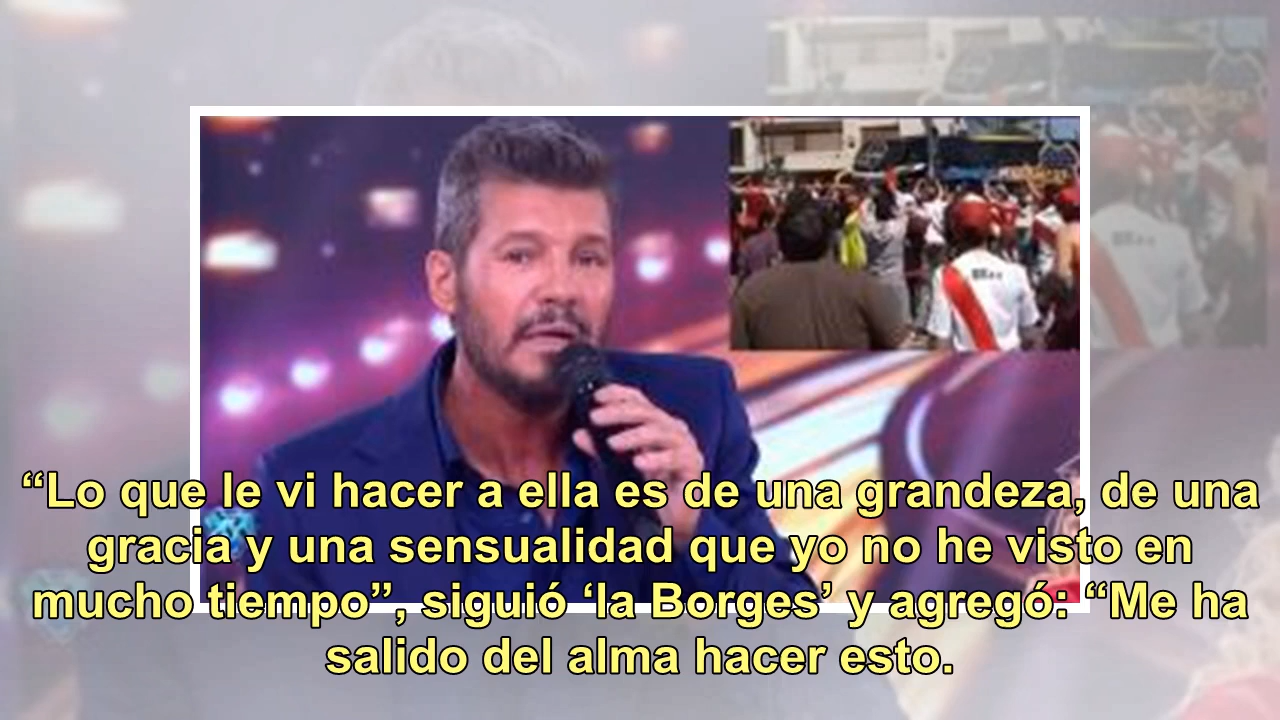 “Lo que le vi hacer a ella es de una grandeza, de una
gracia y una sensualidad que yo no he visto en
mucho tiempo”, siguió ‘la Borges’ y agregó: “Me ha
salido del alma hacer esto.